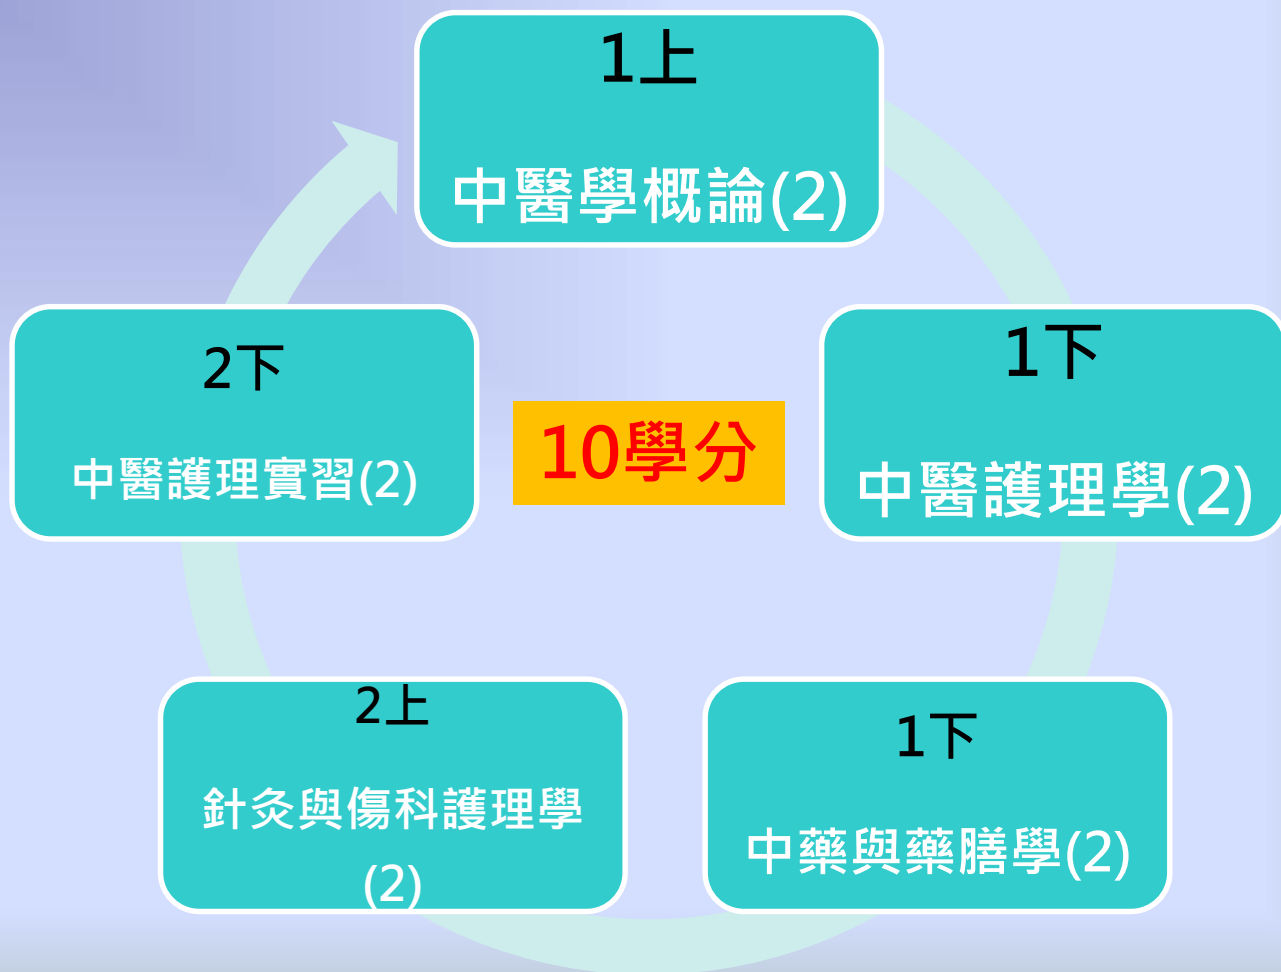 1上
中醫學概論(2)
1下
中醫護理學(2)
1下
中藥與藥膳學(2)
2上
針灸與傷科護理學
(2)
2下
中醫護理實習(2)
10學分